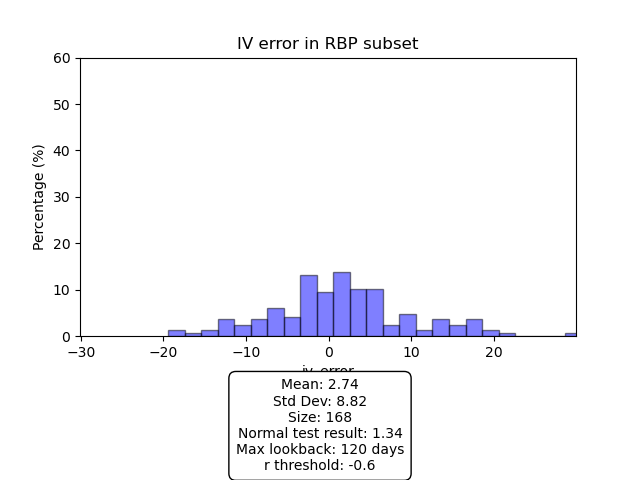 IV error in RBP subset
Percentage (%)
60
50
40
30
20
10
0
−30
−20
−10
0
10
20
iv_error
Mean: 2.74
Std Dev: 8.82
Size: 168
Normal test result: 1.34
Max lookback: 120 days
r threshold: -0.6